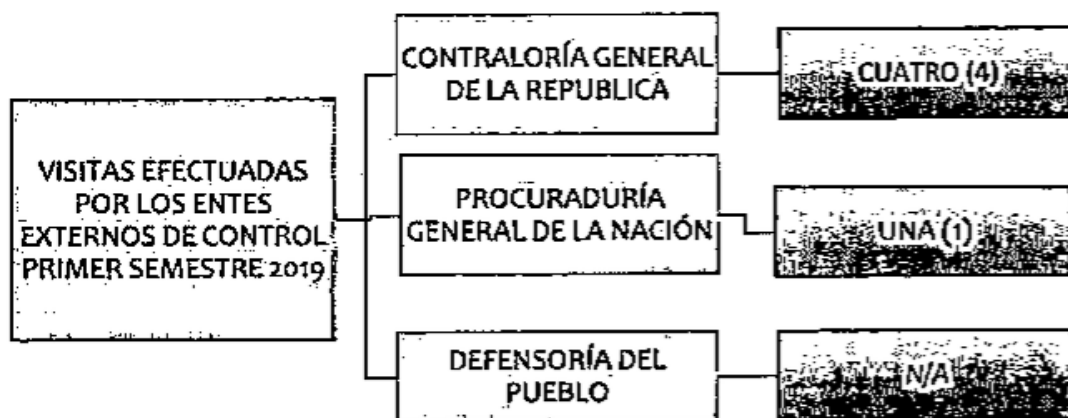 VISITAS EFECTUADAS
POR LOS ENTES
EXTERNOS DE CONTROL
PRIMER SEMESTRE 2019
CONTRALORÍA GENERAL
DE LA REPUBLICA
CUATRO (4)
PROCURADURÍA
GENERAL DE LA NACIÓN
UNA (1)
DEFENSORÍA DEL
PUEBLO
N/A